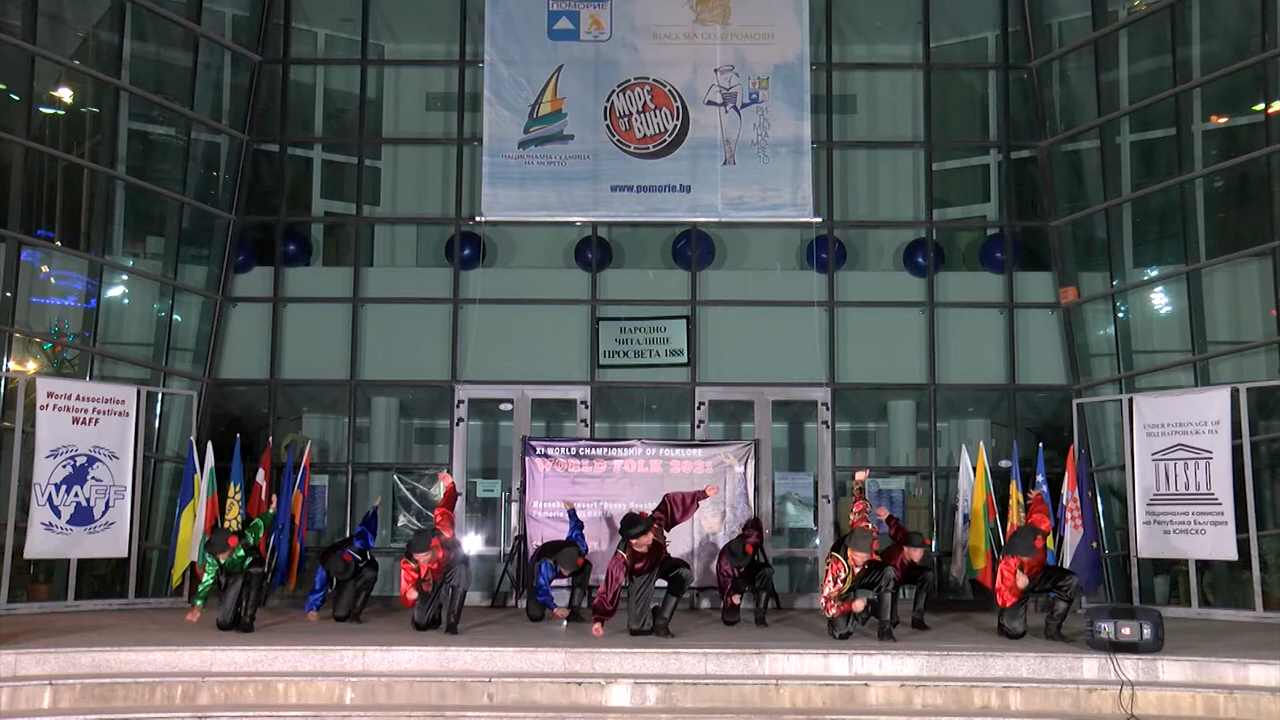 ПОМОРИЕ
BLACK SEA GOLD POMORIE
НАЦИОНАЛНА СЕДМИЦА
НА МОРЕТО
МОРЕ
ОТ
ВИНО
www.pomorie.bg
НАРОДНО
ЧИТАЛИЩЕ
ПРОСВЕТА 1888
World Association
of Folklore Festivals
WAFF
WAFF
XI WORLD CHAMPIONSHIP OF FOLKLORE
WORLD FOLK 2021
UNDER PATRONAGE OF
ПОД ПАТРОНАЖА НА
UNESCO
Национална комисия
на Република България
за ЮНЕСКО